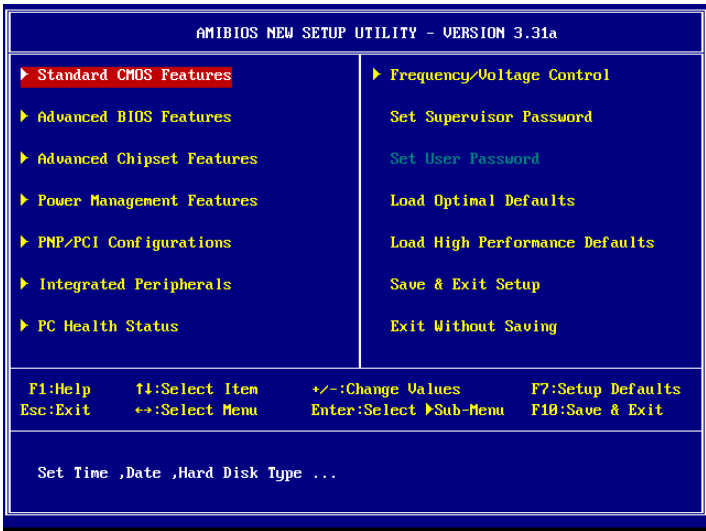 AMIBIOS NEW SETUP UTILITY - VERSION 3.31a
▶ Standard CMOS Features
▶ Advanced BIOS Features
▶ Advanced Chipset Features
▶ Power Management Features
▶ PNP/PCI Configurations
▶ Integrated Peripherals
▶ PC Health Status
▶ Frequency/Voltage Control
Set Supervisor Password
Set User Password
Load Optimal Defaults
Load High Performance Defaults
Save & Exit Setup
Exit Without Saving
F1:Help ↑↓:Select Item +/-:Change Values F7:Setup Defaults
Esc:Exit ↔:Select Menu Enter:Select ▶Sub-Menu F10:Save & Exit
Set Time ,Date ,Hard Disk Type ...